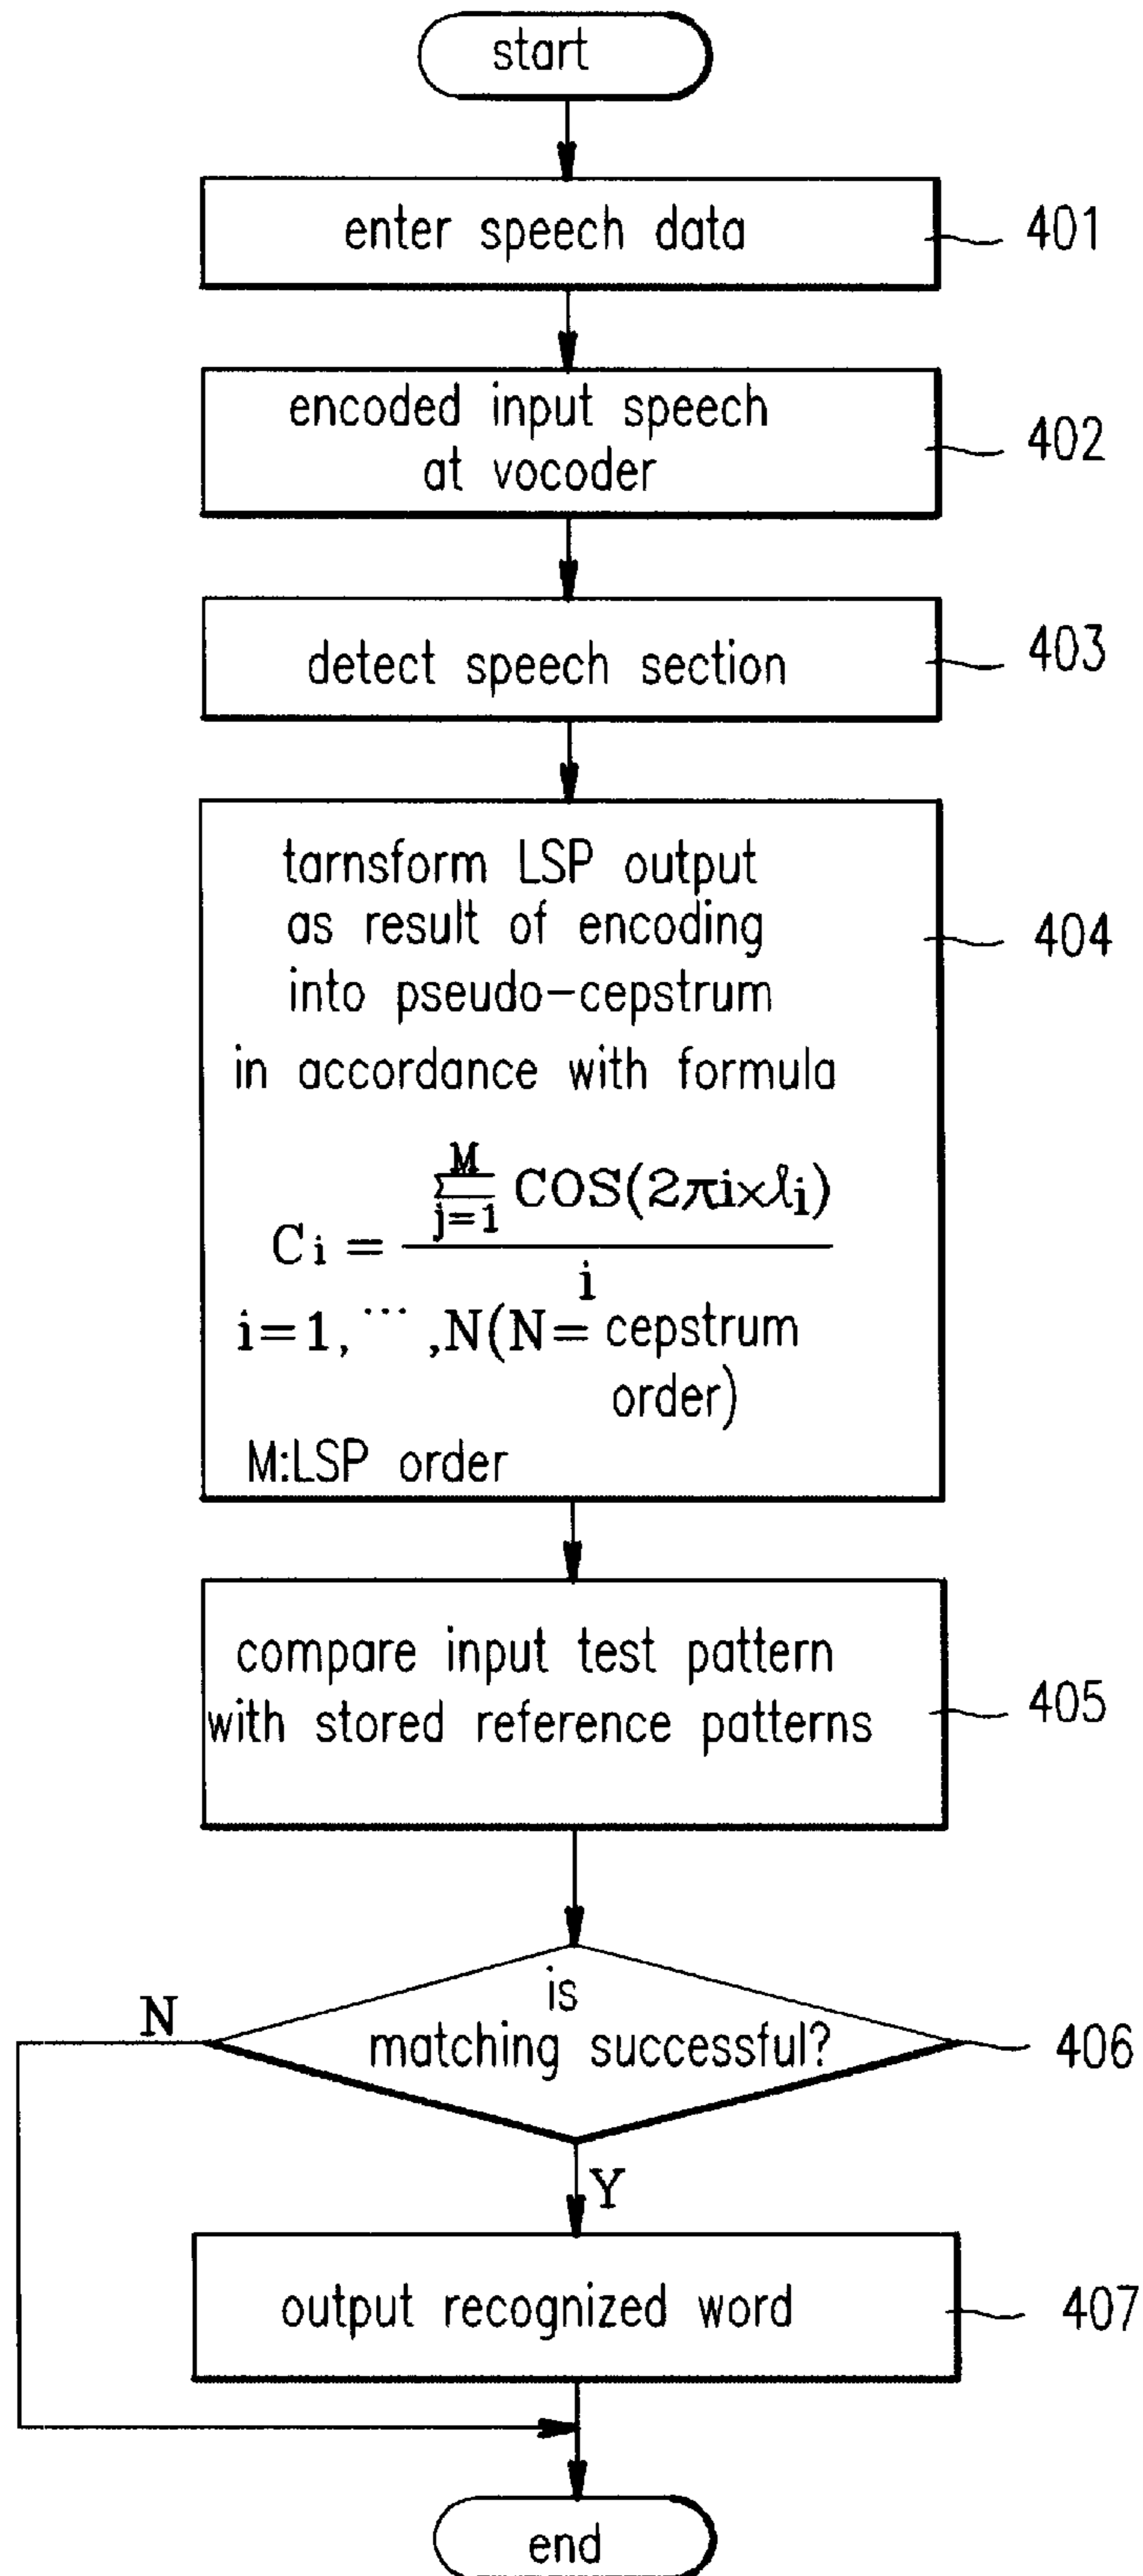 start
enter speech data
401
encoded input speech
at vocoder
402
detect speech section
403
tarnsform LSP output
as result of encoding
into pseudo-cepstrum
in accordance with formula
404
M
Σ COS(2πi×ℓi)
j=1
Ci =
i
i=1, ··· ,N(N= cepstrum
order)
M:LSP order
compare input test pattern
with stored reference patterns
405
is
matching successful?
406
N
Y
output recognized word
407
end